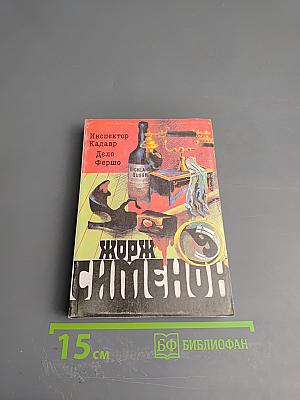 Инспектор
Кадавр
Дело
Фершо
ЖОРЖ
СИМЕНОН
15 см
БФ БИБЛИОФАН